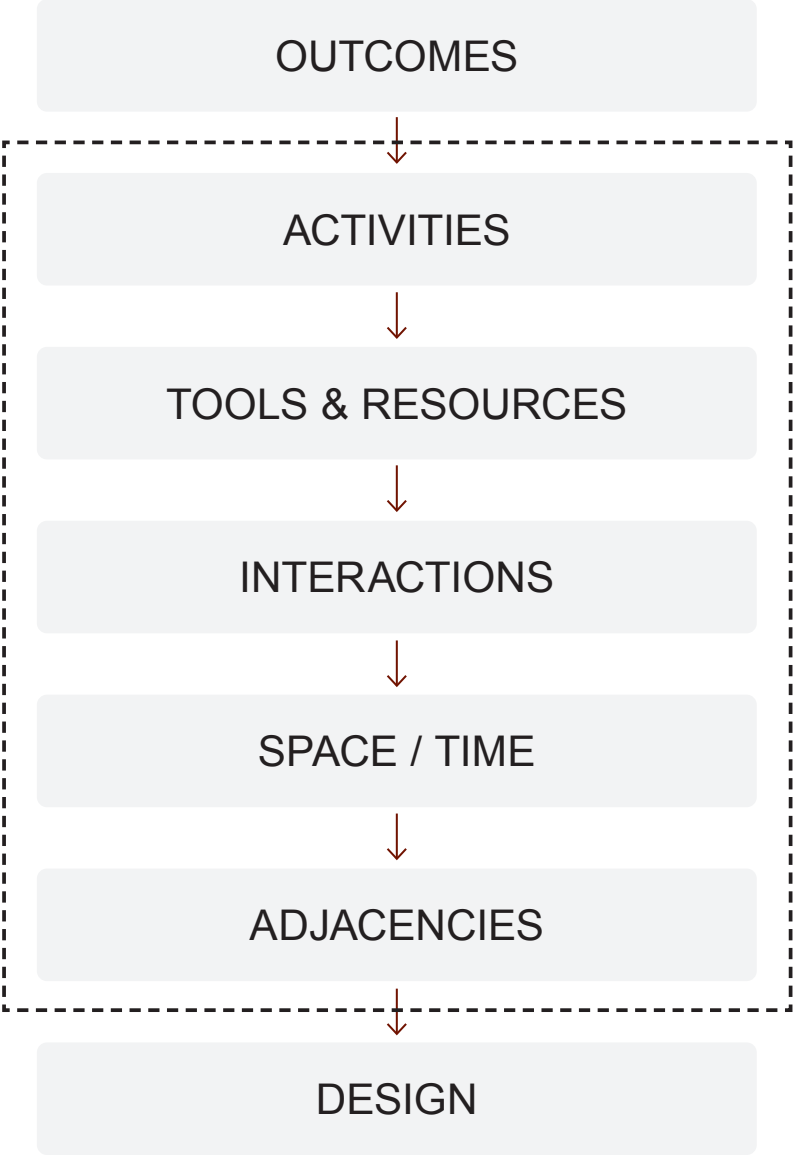 OUTCOMES
ACTIVITIES
TOOLS & RESOURCES
INTERACTIONS
SPACE / TIME
ADJACENCIES
DESIGN